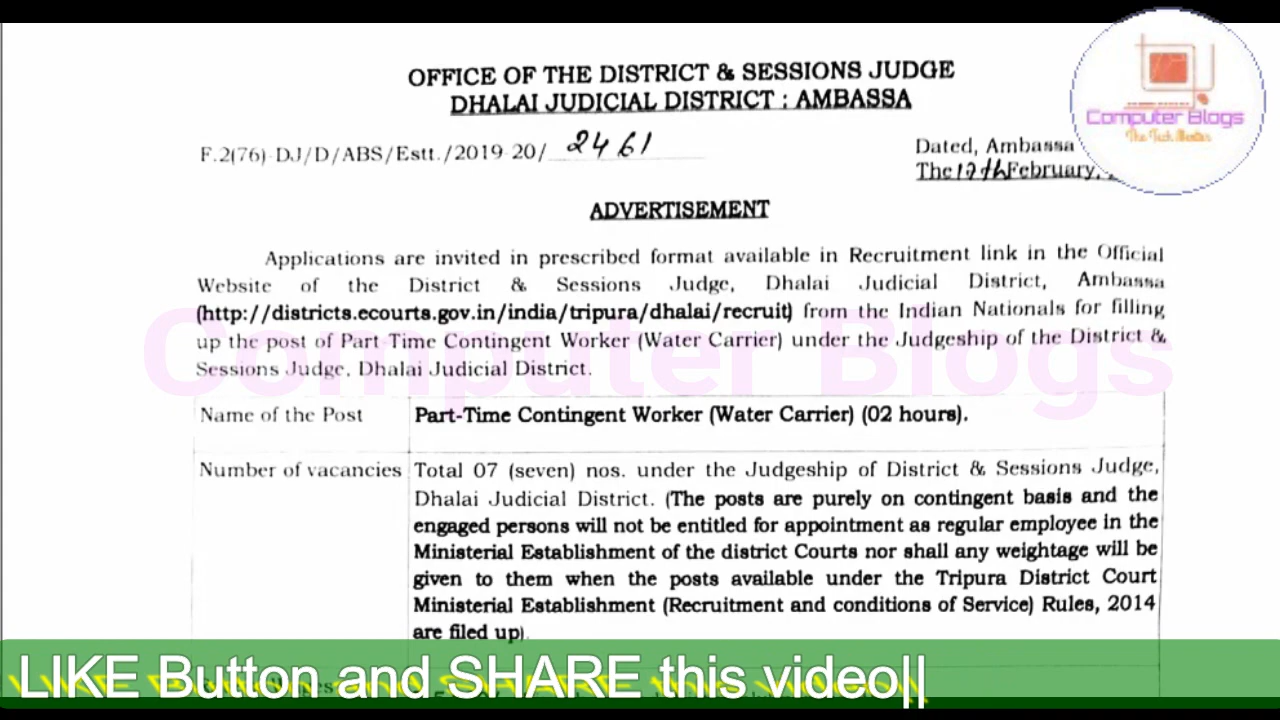 OFFICE OF THE DISTRICT & SESSIONS JUDGE
DHALAI JUDICIAL DISTRICT : AMBASSA
F.2(76)-DJ/D/ABS/Estt./2019-20/ 2461
Dated, Ambassa
The 17th February,
Computer Blogs
The Tech Master
ADVERTISEMENT
Applications are invited in prescribed format available in Recruitment link in the Official
Website of the District & Sessions Judge, Dhalai Judicial District, Ambassa
(http://districts.ecourts.gov.in/india/tripura/dhalai/recruit) from the Indian Nationals for filling
up the post of Part Time Contingent Worker (Water Carrier) under the Judgeship of the District &
Sessions Judge, Dhalai Judicial District.
Computer Blogs
Name of the Post
Part-Time Contingent Worker (Water Carrier) (02 hours).
Number of vacancies
Total 07 (seven) nos. under the Judgeship of District & Sessions Judge,
Dhalai Judicial District. (The posts are purely on contingent basis and the
engaged persons will not be entitled for appointment as regular employee in the
Ministerial Establishment of the district Courts nor shall any weightage will be
given to them when the posts available under the Tripura District Court
Ministerial Establishment (Recruitment and conditions of Service) Rules, 2014
are filed up).
LIKE Button and SHARE this video||